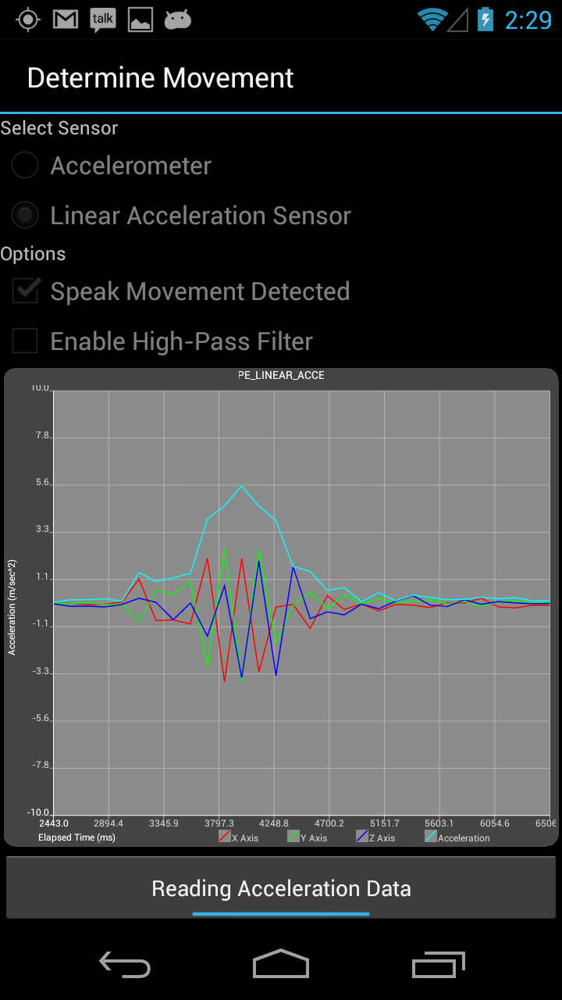 talk
2:29
Determine Movement
Select Sensor
Accelerometer
Linear Acceleration Sensor
Options
Speak Movement Detected
Enable High-Pass Filter
PE_LINEAR_ACCE
10.0
7.8
5.6
3.3
1.1
-1.1
-3.3
-5.6
-7.8
-10.0
Acceleration (m/sec^2)
2443.0 2894.4 3345.9 3797.3 4248.8 4700.2 5151.7 5603.1 6054.6 6506
Elapsed Time (ms) X Axis Y Axis Z Axis Acceleration
Reading Acceleration Data